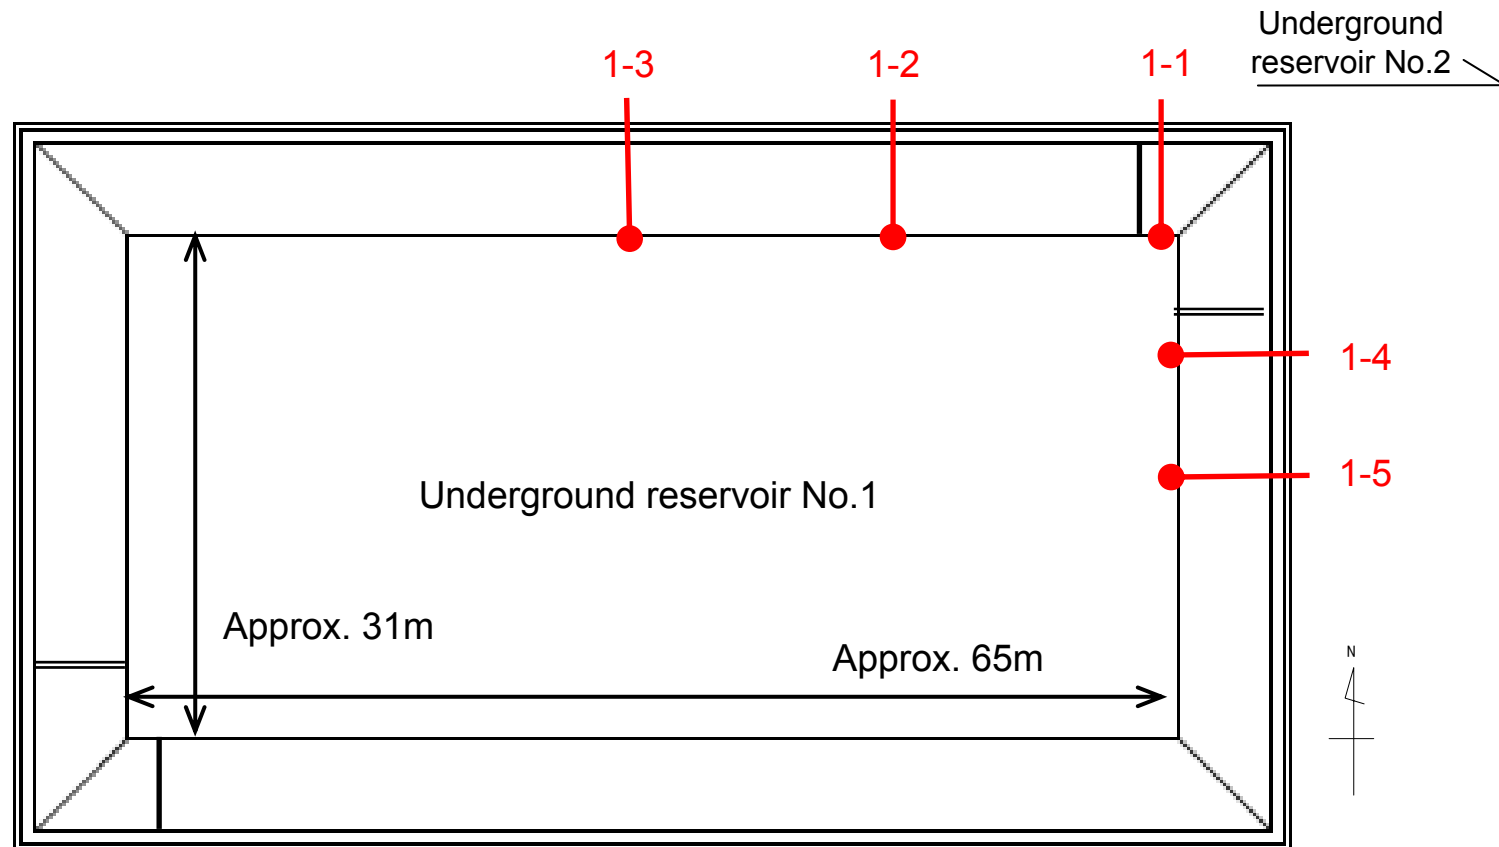 Underground
reservoir No.2
1-3
1-2
1-1
1-4
1-5
Underground reservoir No.1
Approx. 31m
Approx. 65m
N